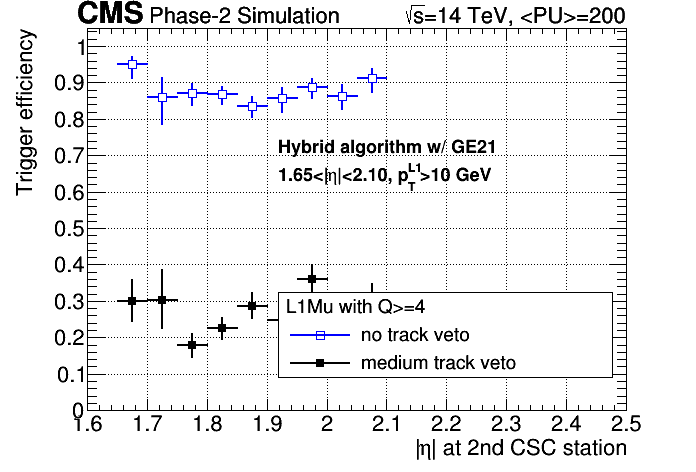 CMS Phase-2 Simulation √s=14 TeV, <PU>=200
Trigger efficiency
1
0.9
0.8
0.7
0.6
0.5
0.4
0.3
0.2
0.1
0
Hybrid algorithm w/ GE21
1.65<|η|<2.10, p_T^L1>10 GeV
L1Mu with Q>=4
no track veto
medium track veto
1.6 1.7 1.8 1.9 2 2.1 2.2 2.3 2.4 2.5
|η| at 2nd CSC station